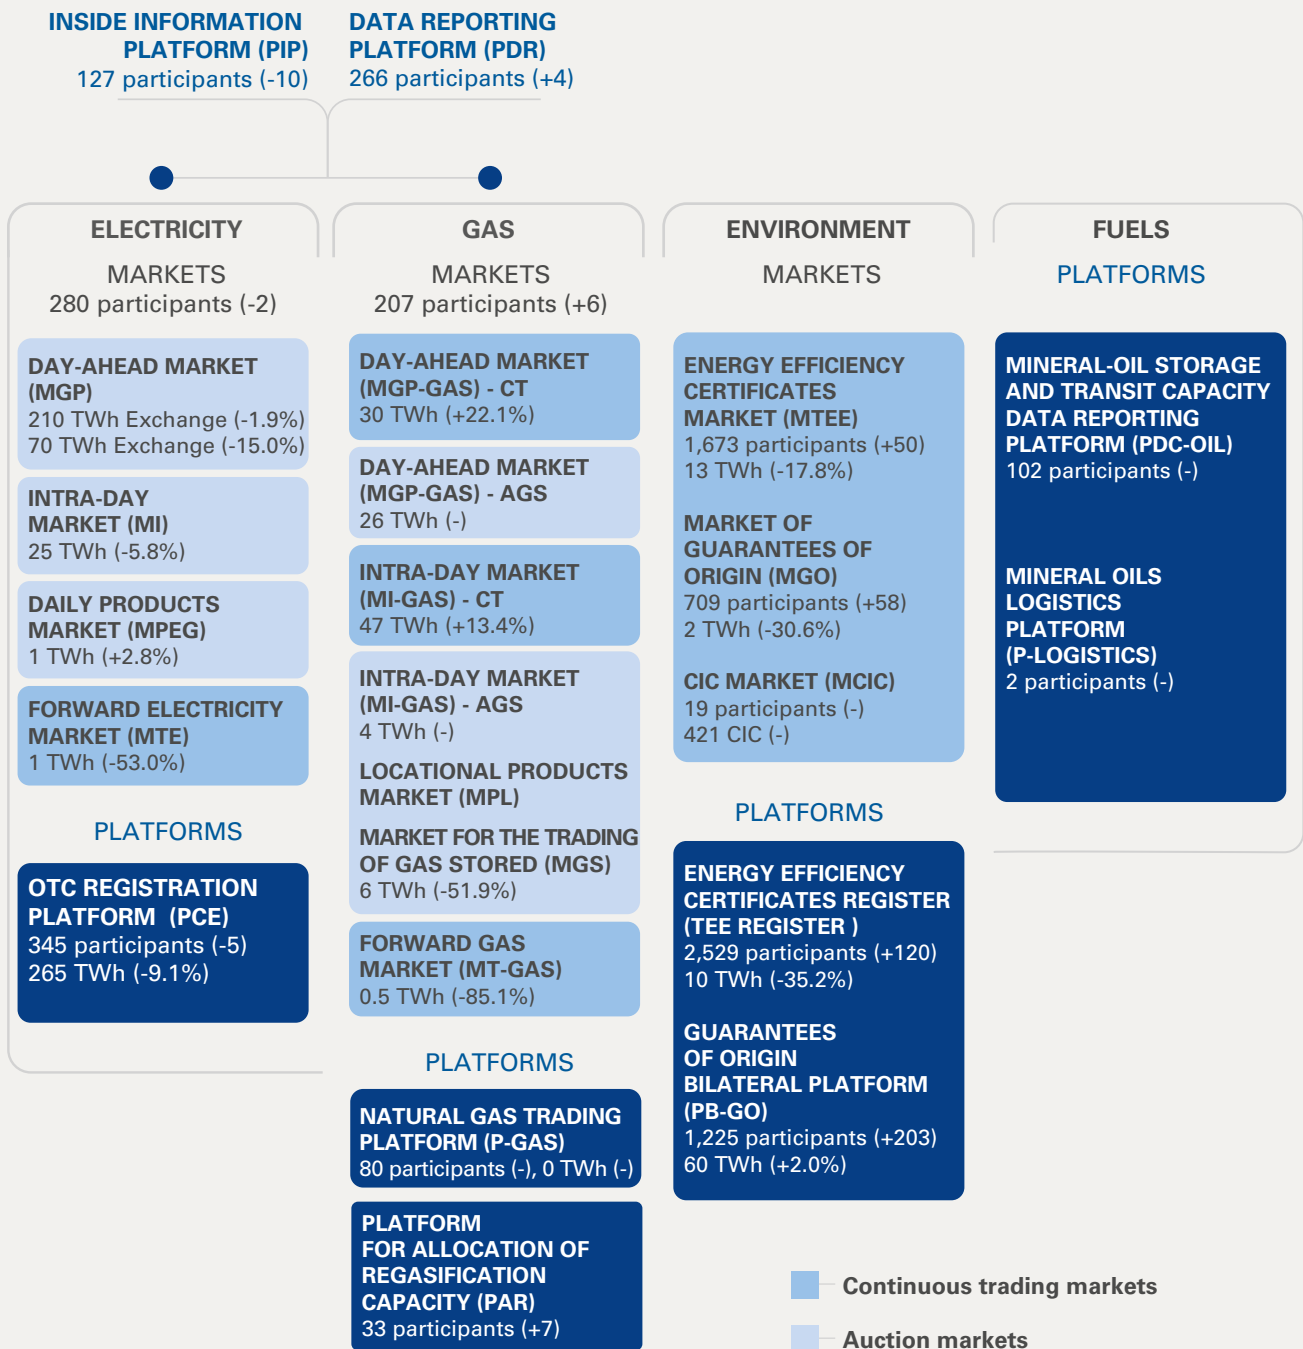 INSIDE INFORMATION
PLATFORM (PIP)
127 participants (-10)
DATA REPORTING
PLATFORM (PDR)
266 participants (+4)
ELECTRICITY
MARKETS
280 participants (-2)
DAY-AHEAD MARKET
(MGP)
210 TWh Exchange (-1.9%)
70 TWh Exchange (-15.0%)
INTRA-DAY
MARKET (MI)
25 TWh (-5.8%)
DAILY PRODUCTS
MARKET (MPEG)
1 TWh (+2.8%)
FORWARD ELECTRICITY
MARKET (MTE)
1 TWh (-53.0%)
PLATFORMS
OTC REGISTRATION
PLATFORM (PCE)
345 participants (-5)
265 TWh (-9.1%)
GAS
MARKETS
207 participants (+6)
DAY-AHEAD MARKET
(MGP-GAS) - CT
30 TWh (+22.1%)
DAY-AHEAD MARKET
(MGP-GAS) - AGS
26 TWh (-)
INTRA-DAY MARKET
(MI-GAS) - CT
47 TWh (+13.4%)
INTRA-DAY MARKET
(MI-GAS) - AGS
4 TWh (-)
LOCATIONAL PRODUCTS
MARKET (MPL)
MARKET FOR THE TRADING
OF GAS STORED (MGS)
6 TWh (-51.9%)
FORWARD GAS
MARKET (MT-GAS)
0.5 TWh (-85.1%)
PLATFORMS
NATURAL GAS TRADING
PLATFORM (P-GAS)
80 participants (-), 0 TWh (-)
PLATFORM
FOR ALLOCATION OF
REGASIFICATION
CAPACITY (PAR)
33 participants (+7)
ENVIRONMENT
MARKETS
ENERGY EFFICIENCY
CERTIFICATES
MARKET (MTEE)
1,673 participants (+50)
13 TWh (-17.8%)
MARKET OF
GUARANTEES OF
ORIGIN (MGO)
709 participants (+58)
2 TWh (-30.6%)
CIC MARKET (MCIC)
19 participants (-)
421 CIC (-)
PLATFORMS
ENERGY EFFICIENCY
CERTIFICATES REGISTER
(TEE REGISTER )
2,529 participants (+120)
10 TWh (-35.2%)
GUARANTEES
OF ORIGIN
BILATERAL PLATFORM
(PB-GO)
1,225 participants (+203)
60 TWh (+2.0%)
FUELS
PLATFORMS
MINERAL-OIL STORAGE
AND TRANSIT CAPACITY
DATA REPORTING
PLATFORM (PDC-OIL)
102 participants (-)
MINERAL OILS
LOGISTICS
PLATFORM
(P-LOGISTICS)
2 participants (-)
Continuous trading markets
Auction markets